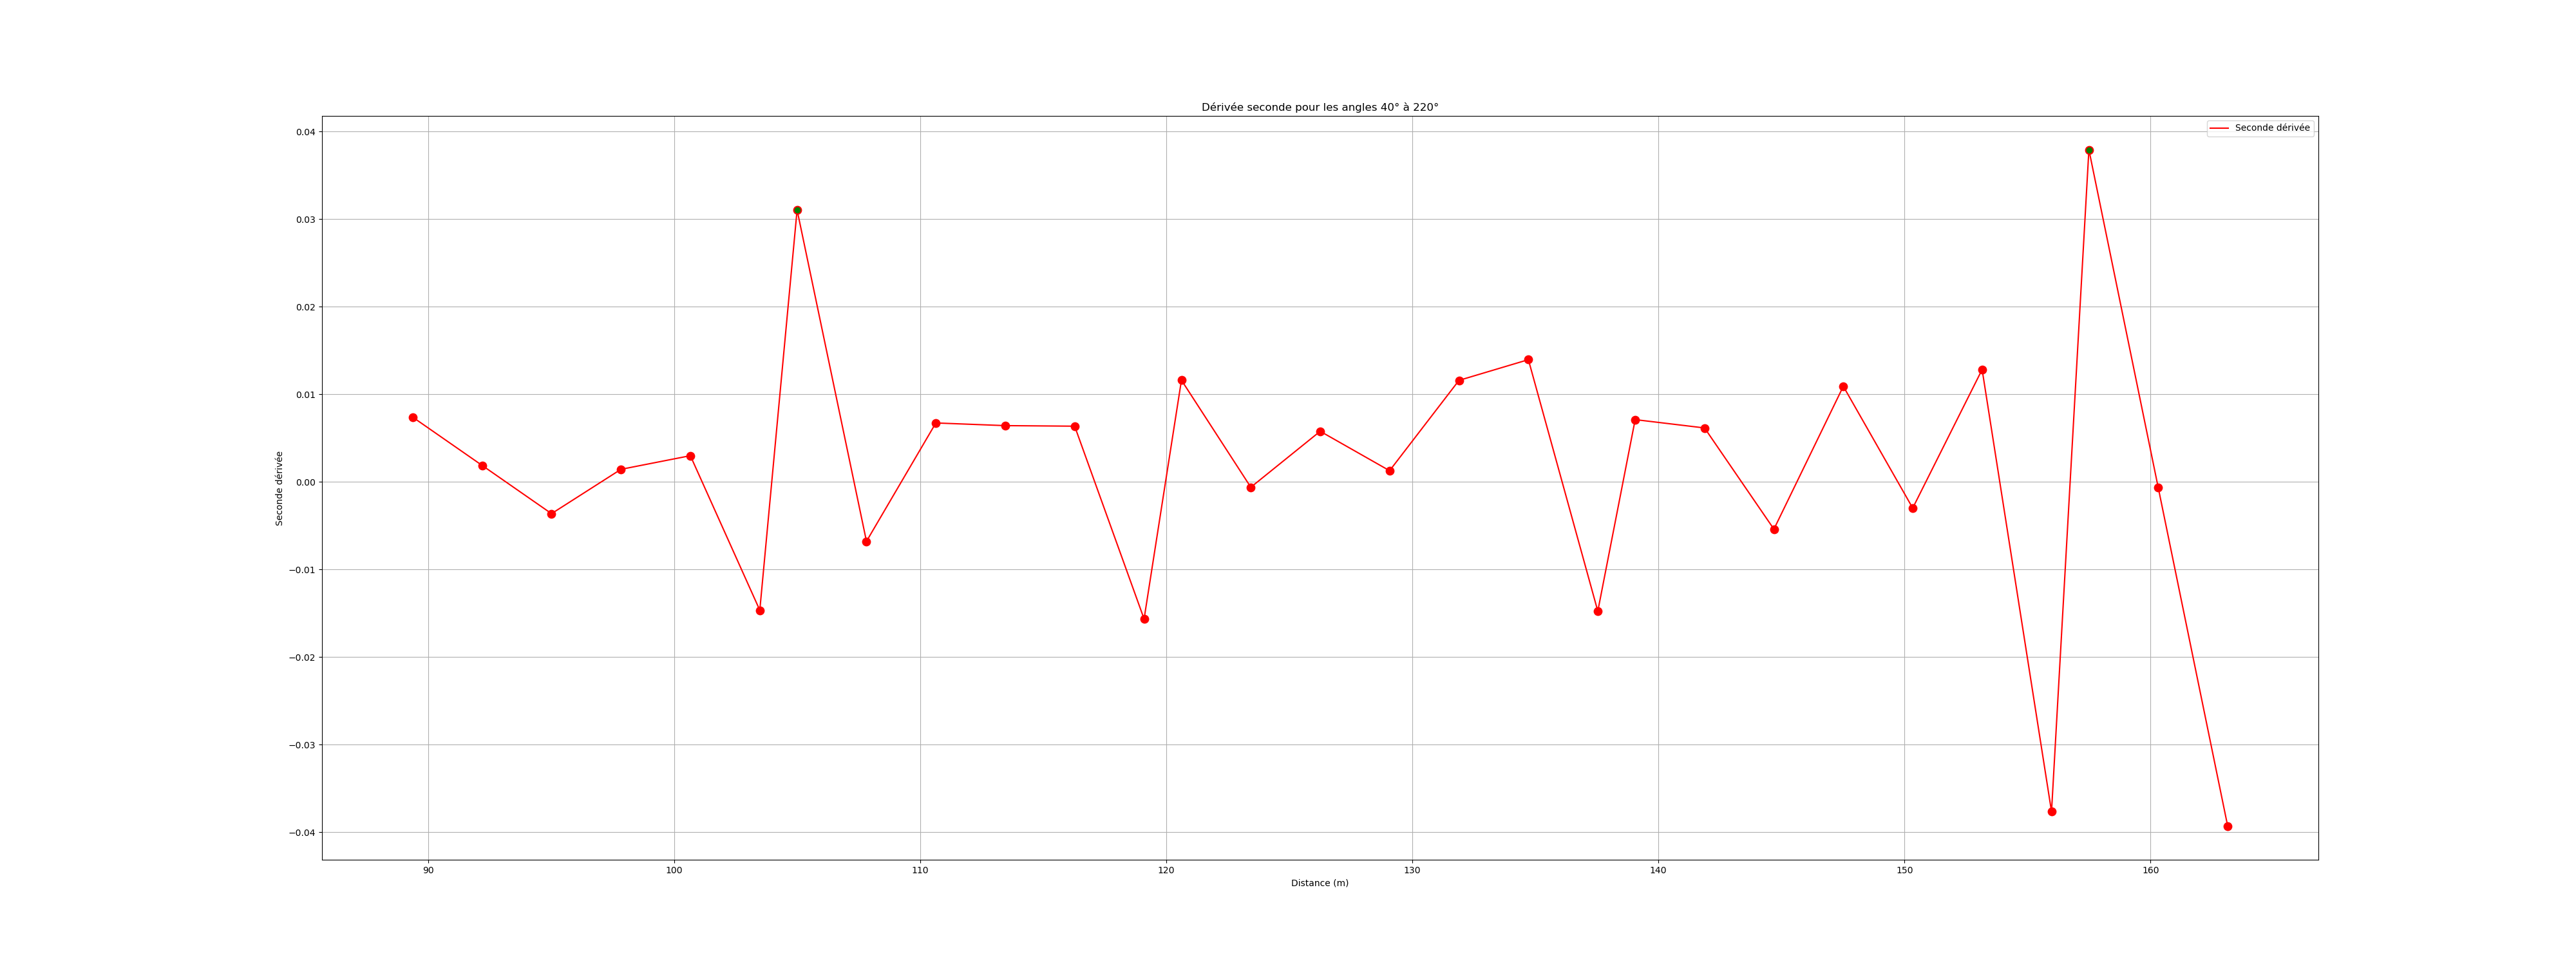 Dérivée seconde pour les angles 40° à 220°
Seconde dérivée
0.04
0.03
0.02
0.01
0.00
−0.01
−0.02
−0.03
−0.04
Seconde dérivée
90 100 110 120 130 140 150 160
Distance (m)